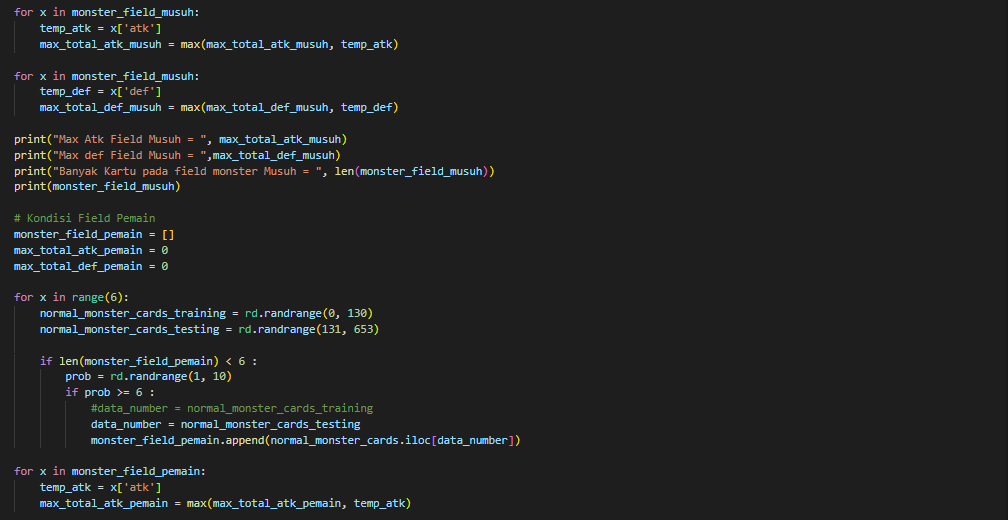 for x in monster_field_musuh:
    temp_atk = x['atk']
    max_total_atk_musuh = max(max_total_atk_musuh, temp_atk)
for x in monster_field_musuh:
    temp_def = x['def']
    max_total_def_musuh = max(max_total_def_musuh, temp_def)
print("Max Atk Field Musuh = ", max_total_atk_musuh)
print("Max def Field Musuh = ",max_total_def_musuh)
print("Banyak Kartu pada field monster Musuh = ", len(monster_field_musuh))
print(monster_field_musuh)
# Kondisi Field Pemain
monster_field_pemain = []
max_total_atk_pemain = 0
max_total_def_pemain = 0
for x in range(6):
    normal_monster_cards_training = rd.randrange(0, 130)
    normal_monster_cards_testing = rd.randrange(131, 653)
    if len(monster_field_pemain) < 6 :
        prob = rd.randrange(1, 10)
        if prob >= 6 :
            #data_number = normal_monster_cards_training
            data_number = normal_monster_cards_testing
            monster_field_pemain.append(normal_monster_cards.iloc[data_number])
for x in monster_field_pemain:
    temp_atk = x['atk']
    max_total_atk_pemain = max(max_total_atk_pemain, temp_atk)